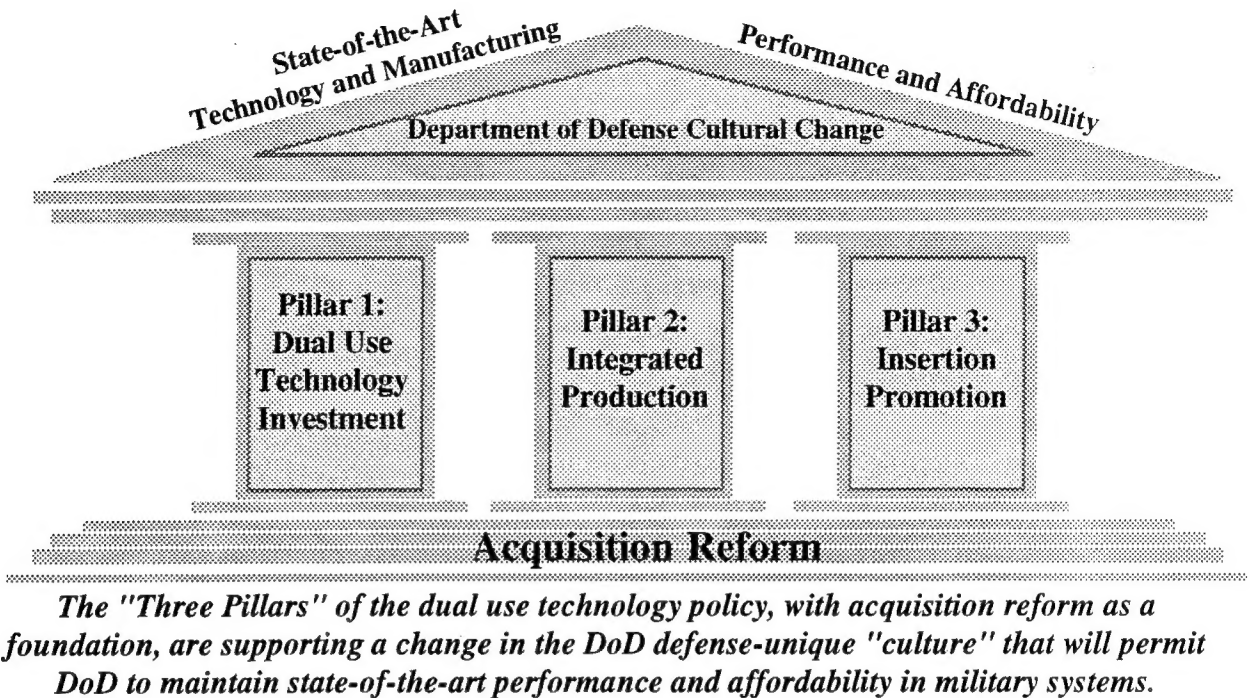 State-of-the-Art
Technology and Manufacturing
Performance and Affordability
Department of Defense Cultural Change
Pillar 1:
Dual Use
Technology
Investment
Pillar 2:
Integrated
Production
Pillar 3:
Insertion
Promotion
Acquisition Reform
The "Three Pillars" of the dual use technology policy, with acquisition reform as a
foundation, are supporting a change in the DoD defense-unique "culture" that will permit
DoD to maintain state-of-the-art performance and affordability in military systems.